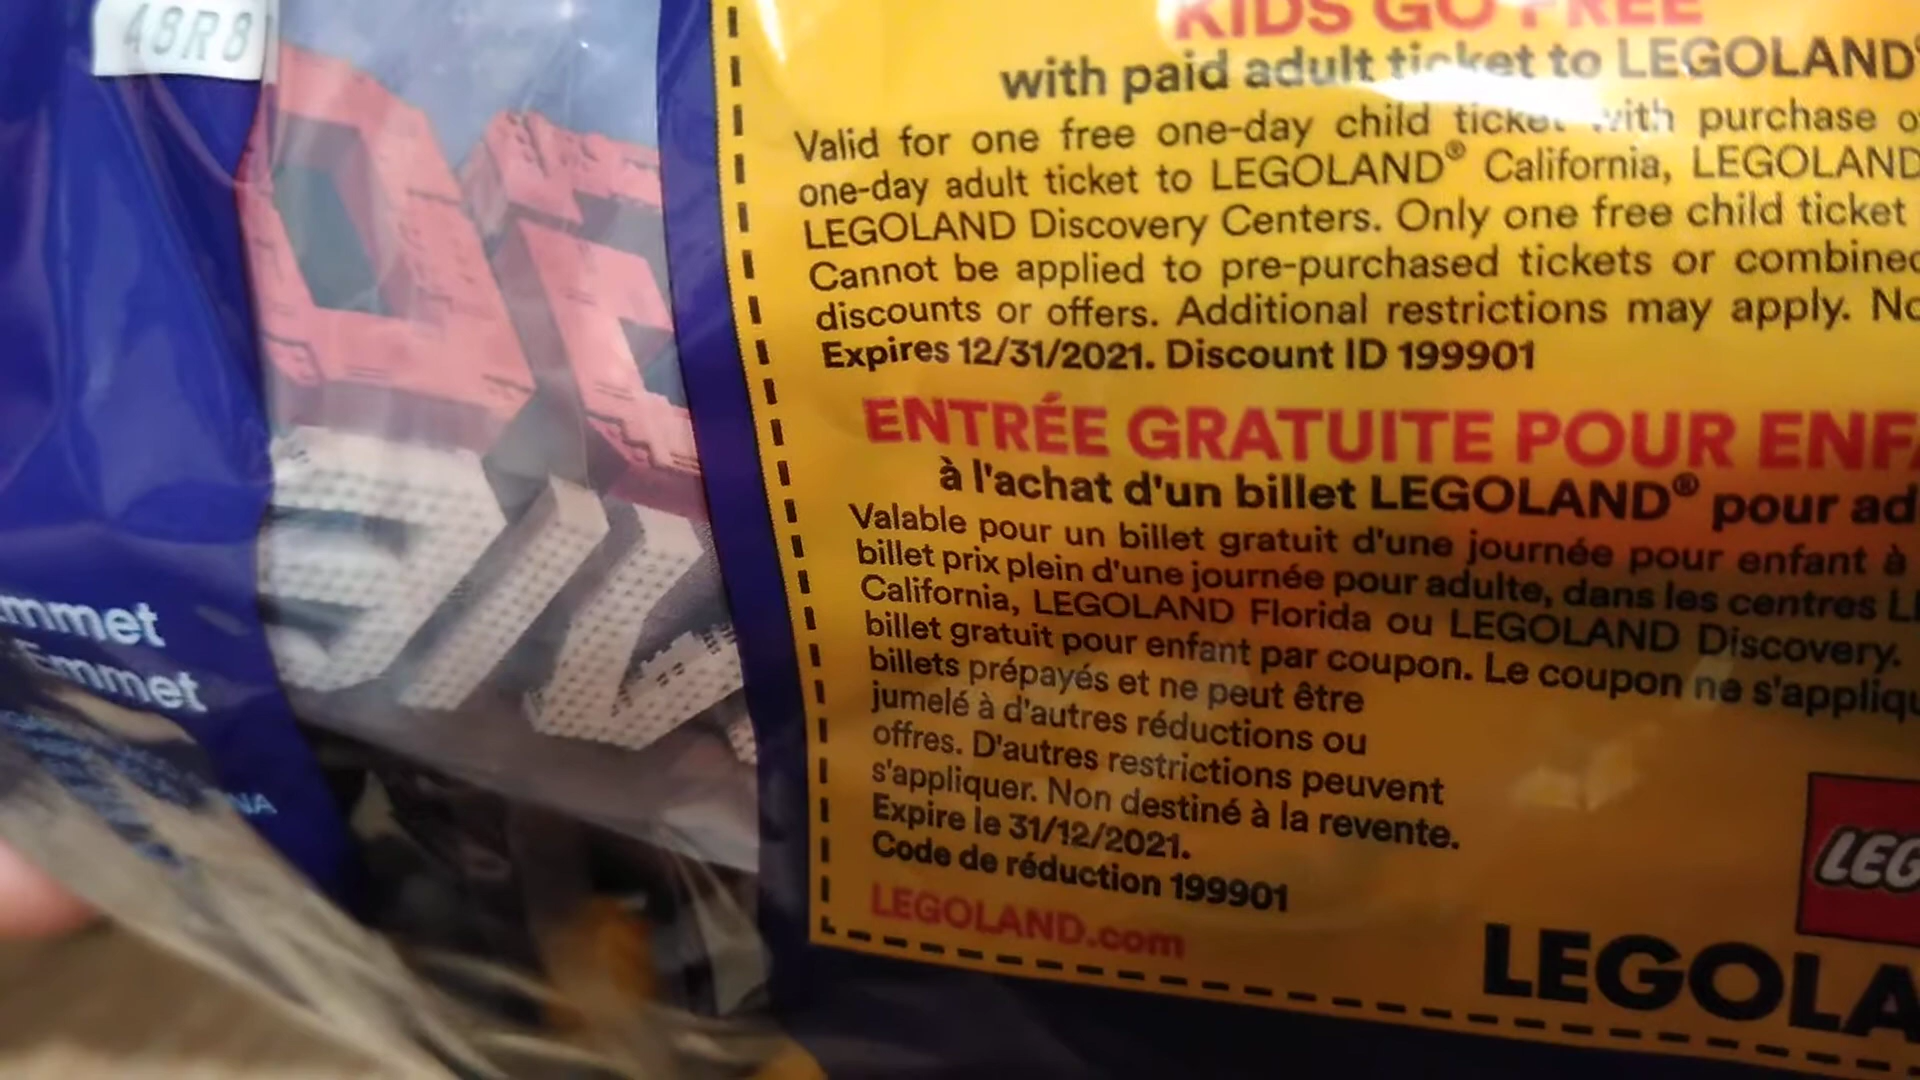 48R8
KIDS GO FREE
with paid adult ticket to LEGOLAND®
Valid for one free one-day child ticket with purchase
one-day adult ticket to LEGOLAND® California, LEGOLAND
LEGOLAND Discovery Centers. Only one free child ticket
Cannot be applied to pre-purchased tickets or combined
discounts or offers. Additional restrictions may apply.
Expires 12/31/2021. Discount ID 199901
ENTRÉE GRATUITE POUR
à l'achat d'un billet LEGOLAND® pour
Valable pour un billet gratuit d'une journée pour enfant à
billet prix plein d'une journée pour adulte, dans les centres
California, LEGOLAND Florida ou LEGOLAND Discovery.
billet gratuit pour enfant par coupon. Le coupon ne
billets prépayés et ne peut être
jumelé à d'autres réductions ou
offres. D'autres restrictions peuvent
s'appliquer. Non destiné à la revente.
Expire le 31/12/2021.
Code de réduction 199901
LEGOLAND.com
LEG
LEGOLA
mmet
Emmet